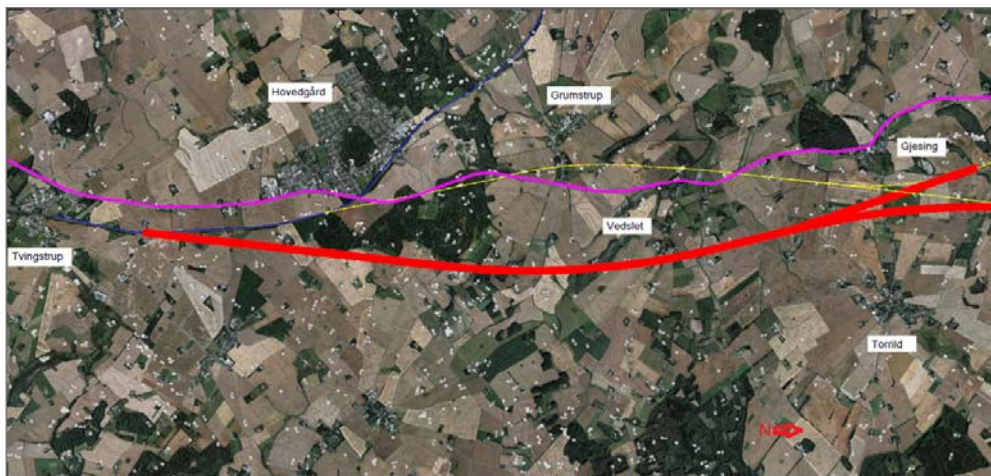 Hovedgård
Grumstrup
Gjesing
Vedslet
Tvingstrup
Torrild
N